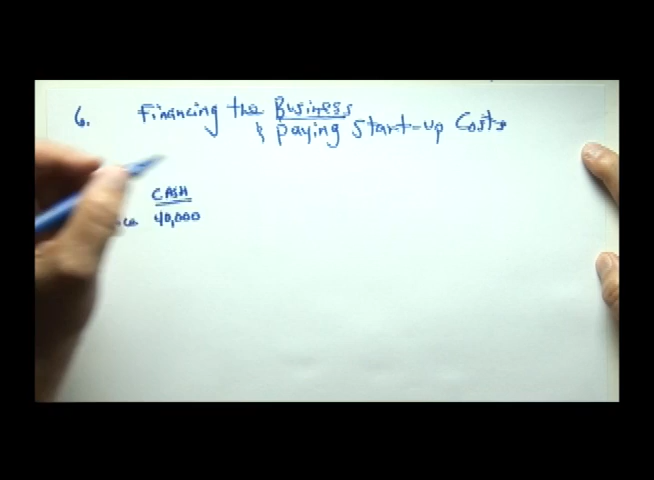 6. Financing the Business
& Paying Start-up Costs
CASH
40,000